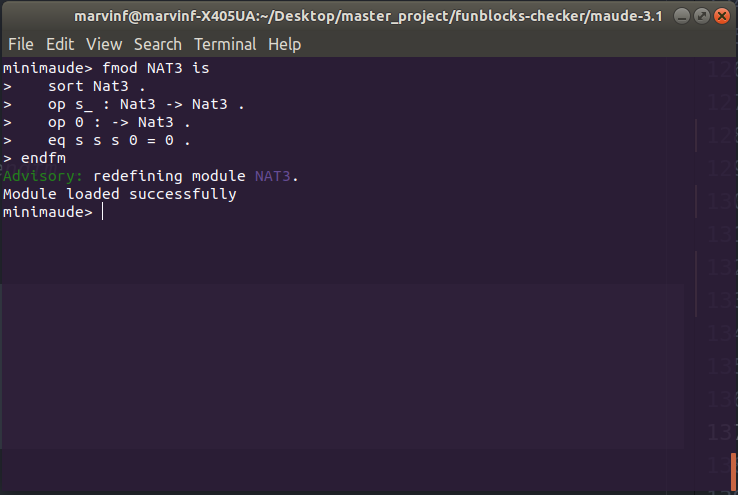 marvinf@marvinf-X405UA:~/Desktop/master_project/funblocks-checker/maude-3.1
File Edit View Search Terminal Help
minimaude> fmod NAT3 is
>    sort Nat3 .
>    op s_ : Nat3 -> Nat3 .
>    op 0 : -> Nat3 .
>    eq s s s 0 = 0 .
> endfm
Advisory: redefining module NAT3.
Module loaded successfully
minimaude>